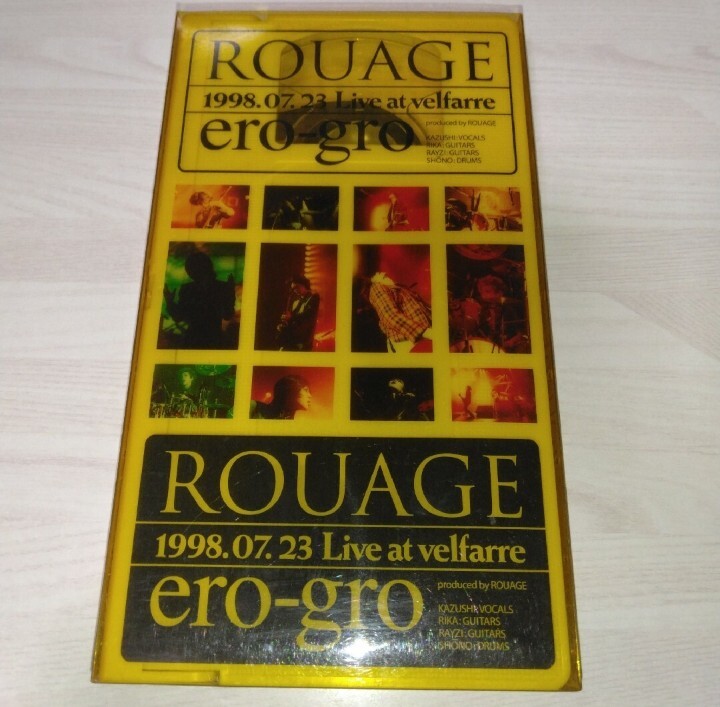 ROUAGE
1998.07.23 Live at velfarre
ero-gro
produced by ROUAGE
KAZUSHI:VOCALS
RIKA:GUITARS
RAYZI:GUITARS
SHONO:DRUMS
ROUAGE
1998.07.23 Live at velfarre
ero-gro
produced by ROUAGE
KAZUSHI:VOCALS
RIKA:GUITARS
RAYZI:GUITARS
SHONO:DRUMS